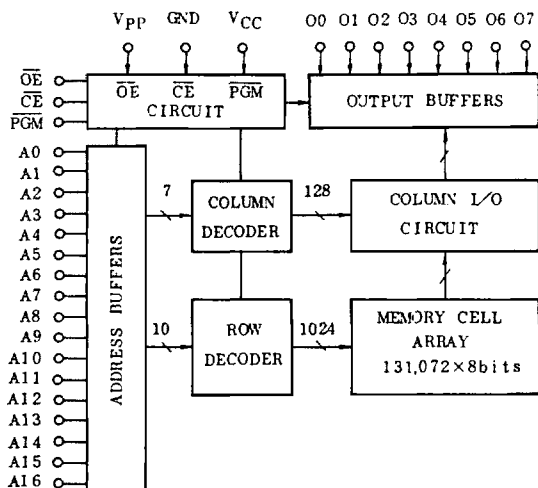 VPP GND VCC O0 O1 O2 O3 O4 O5 O6 O7
OE
CE
PGM
OE CE PGM
CIRCUIT
OUTPUT BUFFERS
A0
A1
A2
A3
A4
A5
A6
A7
A8
A9
A10
A11
A12
A13
A14
A15
A16
ADDRESS BUFFERS
7
COLUMN
DECODER
128
COLUMN I/O
CIRCUIT
10
ROW
DECODER
1024
MEMORY CELL
ARRAY
131,072×8bits